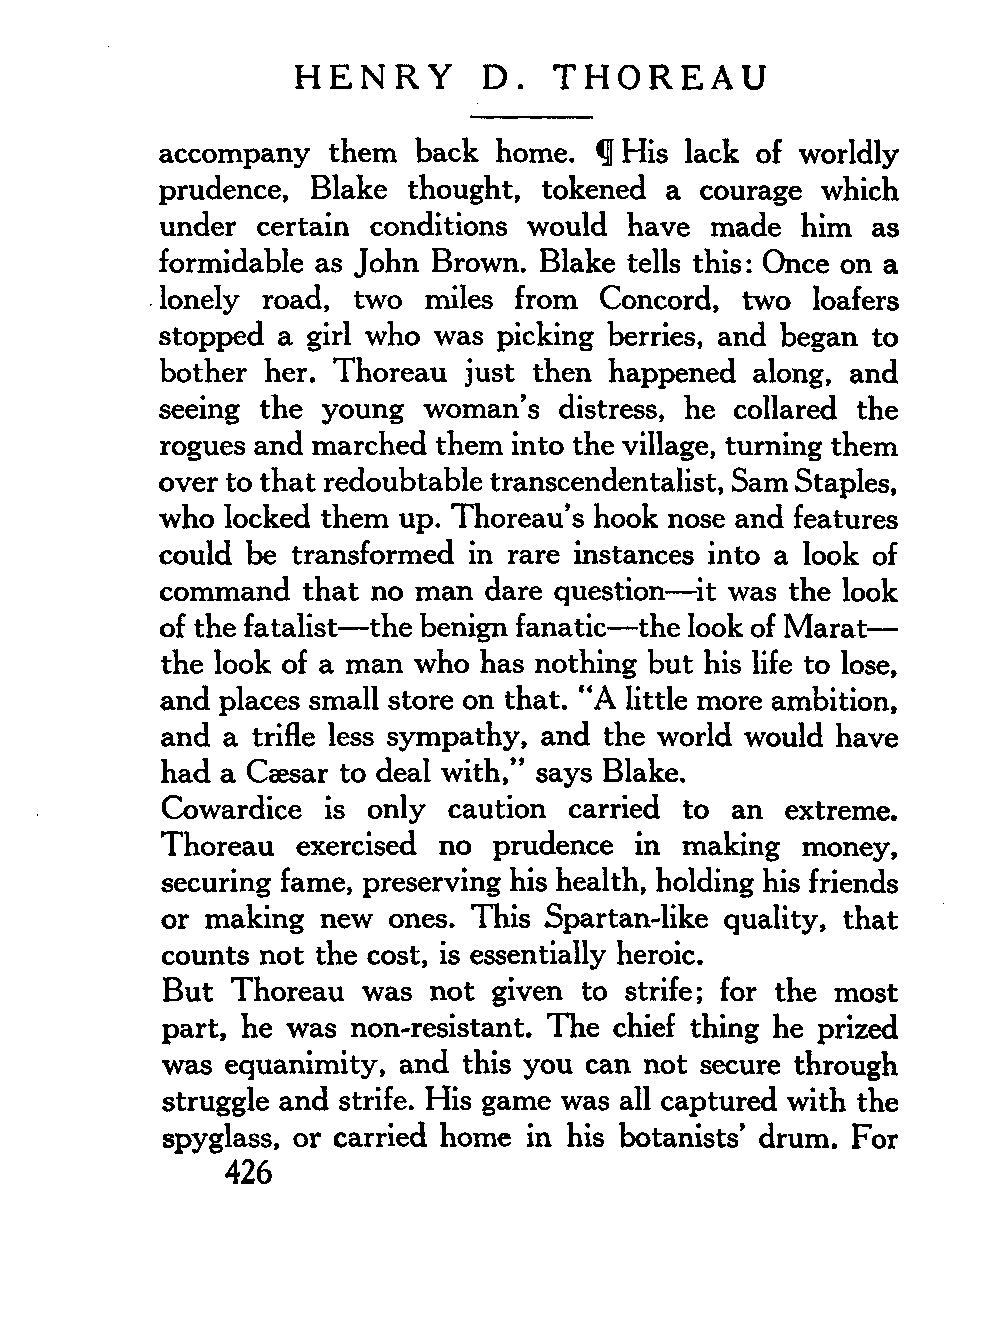 HENRY D. THOREAU
accompany them back home. ¶ His lack of worldly
prudence, Blake thought, tokened a courage which
under certain conditions would have made him as
formidable as John Brown. Blake tells this: Once on a
lonely road, two miles from Concord, two loafers
stopped a girl who was picking berries, and began to
bother her. Thoreau just then happened along, and
seeing the young woman's distress, he collared the
rogues and marched them into the village, turning them
over to that redoubtable transcendentalist, Sam Staples,
who locked them up. Thoreau's hook nose and features
could be transformed in rare instances into a look of
command that no man dare question—it was the look
of the fatalist—the benign fanatic—the look of Marat—
the look of a man who has nothing but his life to lose,
and places small store on that. "A little more ambition,
and a trifle less sympathy, and the world would have
had a Cæsar to deal with," says Blake.
Cowardice is only caution carried to an extreme.
Thoreau exercised no prudence in making money,
securing fame, preserving his health, holding his friends
or making new ones. This Spartan-like quality, that
counts not the cost, is essentially heroic.
But Thoreau was not given to strife; for the most
part, he was non-resistant. The chief thing he prized
was equanimity, and this you can not secure through
struggle and strife. His game was all captured with the
spyglass, or carried home in his botanists' drum. For
426